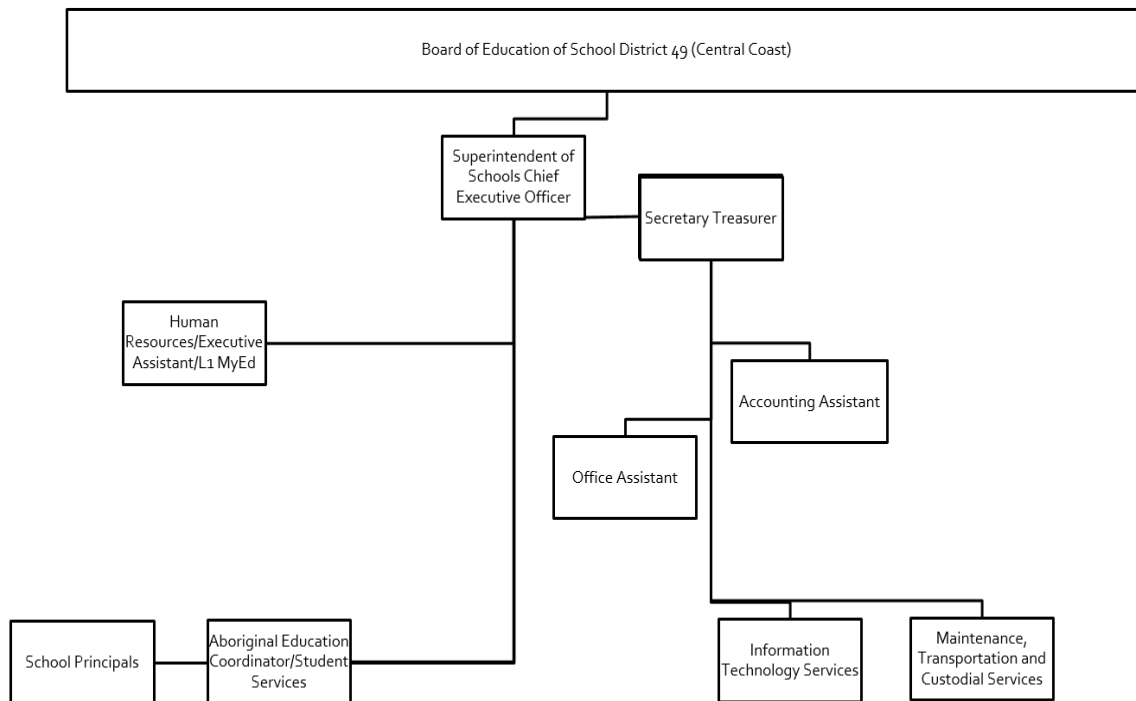 Board of Education of School District 49 (Central Coast)
Superintendent of
Schools Chief
Executive Officer
Secretary Treasurer
Human
Resources/Executive
Assistant/L1 MyEd
Accounting Assistant
Office Assistant
School Principals
Aboriginal Education
Coordinator/Student
Services
Information
Technology Services
Maintenance,
Transportation and
Custodial Services